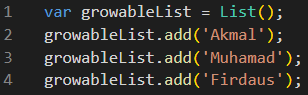 1 var growableList = List();
2 growableList.add('Akmal');
3 growableList.add('Muhamad');
4 growableList.add('Firdaus');